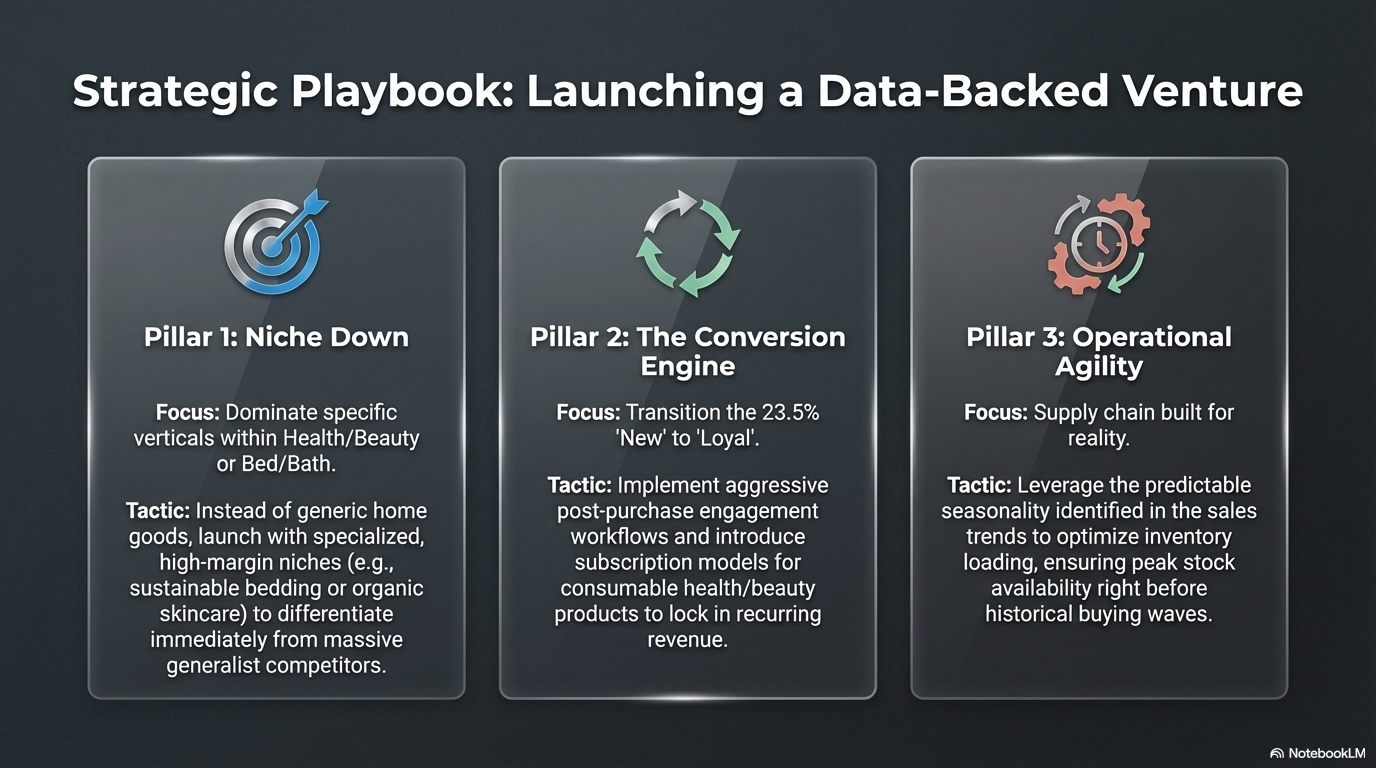 Strategic Playbook: Launching a Data-Backed Venture
Pillar 1: Niche Down
Focus: Dominate specific
verticals within Health/Beauty
or Bed/Bath.
Tactic: Instead of generic home
goods, launch with specialized,
high-margin niches (e.g.,
sustainable bedding or organic
skincare) to differentiate
immediately from massive
generalist competitors.
Pillar 2: The Conversion
Engine
Focus: Transition the 23.5%
'New' to 'Loyal'.
Tactic: Implement aggressive
post-purchase engagement
workflows and introduce
subscription models for
consumable health/beauty
products to lock in recurring
revenue.
Pillar 3: Operational
Agility
Focus: Supply chain built for
reality.
Tactic: Leverage the predictable
seasonality identified in the sales
trends to optimize inventory
loading, ensuring peak stock
availability right before
historical buying waves.
NotebookLM